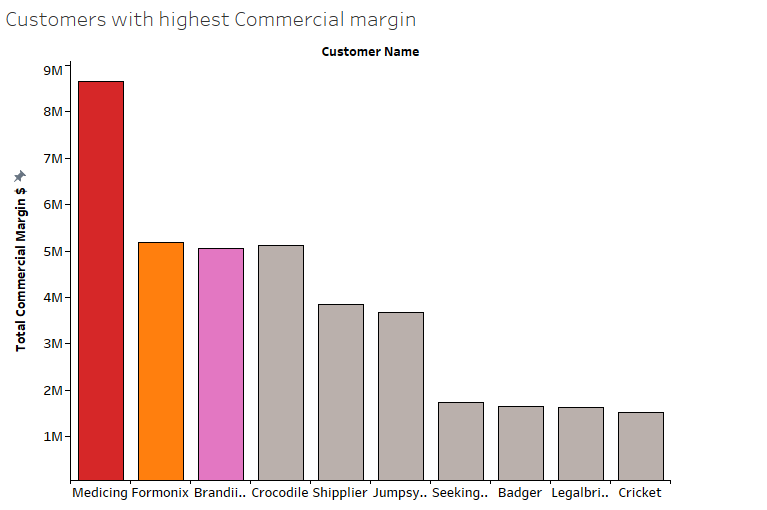 Customers with highest Commercial margin
Customer Name
Total Commercial Margin $
9M
8M
7M
6M
5M
4M
3M
2M
1M
Medicing Formonix Brandii.. Crocodile Shipplier Jumpsy.. Seeking.. Badger Legalbri.. Cricket